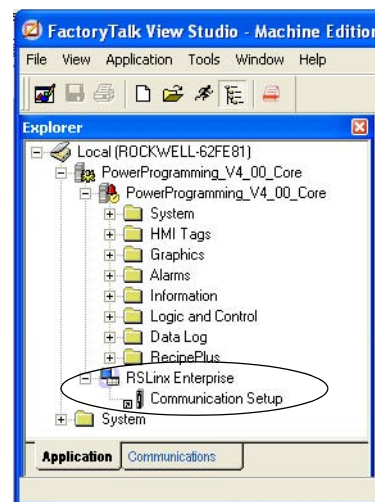 FactoryTalk View Studio - Machine Edition
File View Application Tools Window Help
Explorer
Local (ROCKWELL-62FE81)
PowerProgramming_V4_00_Core
PowerProgramming_V4_00_Core
System
HMI Tags
Graphics
Alarms
Information
Logic and Control
Data Log
RecipePlus
RSLinx Enterprise
Communication Setup
System
Application Communications